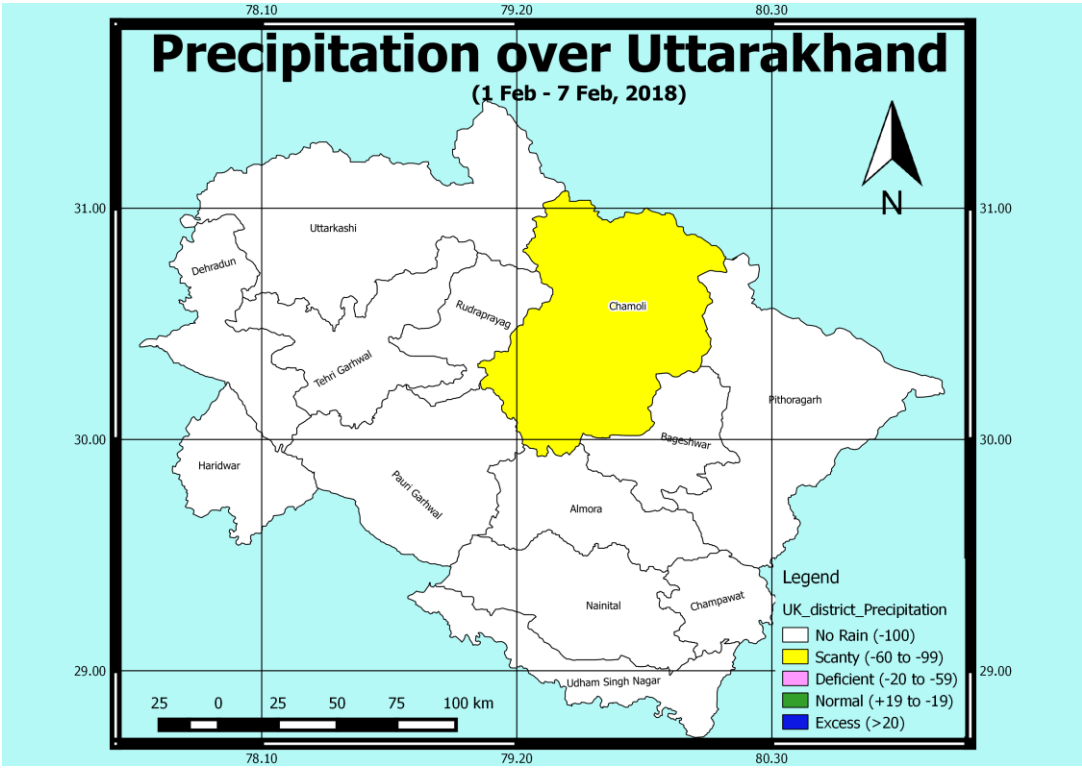 78.10 79.20 80.30
Precipitation over Uttarakhand
(1 Feb - 7 Feb, 2018)
N
31.00 31.00
Uttarkashi
Dehradun
Chamoli
Rudraprayag
Tehri Garhwal
Pithoragarh
30.00 30.00
Bageshwar
Haridwar
Pauri Garhwal
Almora
Legend
Nainital
Champawat
UK_district_Precipitation
No Rain (-100)
Scanty (-60 to -99)
29.00 29.00
Udham Singh Nagar
Deficient (-20 to -59)
Normal (+19 to -19)
Excess (>20)
25 0 25 50 75 100 km
78.10 79.20 80.30